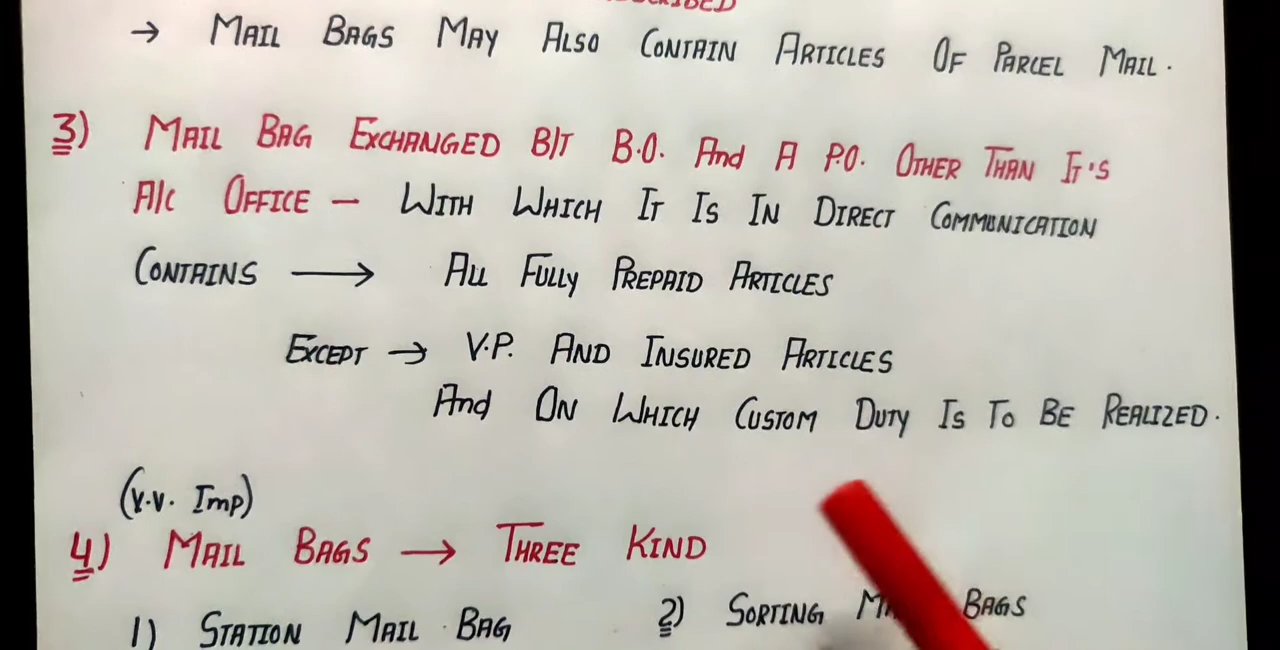 → MAIL BAGS MAY ALSO CONTAIN ARTICLES OF PARCEL MAIL.
3) MAIL BAG EXCHANGED B/T B.O. And A P.O. OTHER THAN IT'S
A/C OFFICE — WITH WHICH IT IS IN DIRECT COMMUNICATION
CONTAINS → ALL FULLY PREPAID ARTICLES
EXCEPT → V.P. AND INSURED ARTICLES
And ON WHICH CUSTOM DUTY IS TO BE REALIZED.
(V.V. Imp)
4) MAIL BAGS → THREE KIND
1) STATION MAIL BAG 2) SORTING BAGS